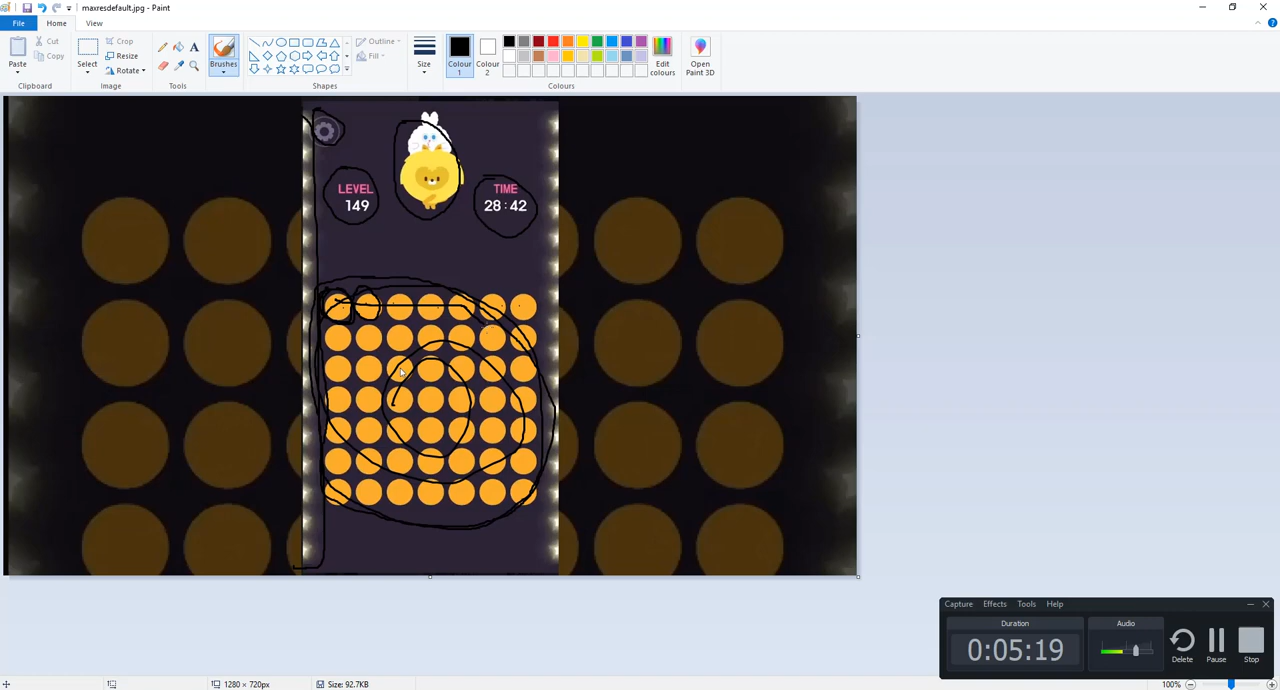 maxresdefault.jpg - Paint
File Home View
Paste
Cut
Copy
Clipboard
Select
Crop
Resize
Rotate
Image
A
Tools
Brushes
Shapes
Outline
Fill
Size
Colour 1
Colour 2
Edit colours
Open Paint 3D
Colours
LEVEL
149
TIME
28:42
Capture Effects Tools Help
Duration
0:05:19
Audio
Delete
Pause
Stop
1280 × 720px
Size: 92.7KB
100%